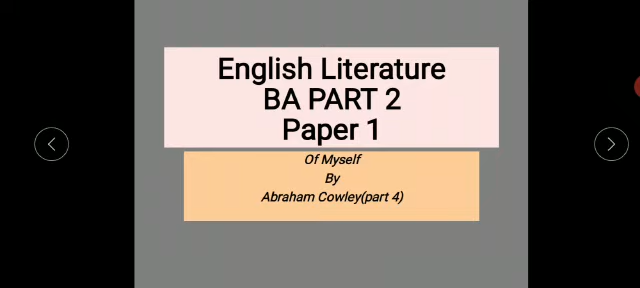 English Literature
BA PART 2
Paper 1
Of Myself
By
Abraham Cowley(part 4)